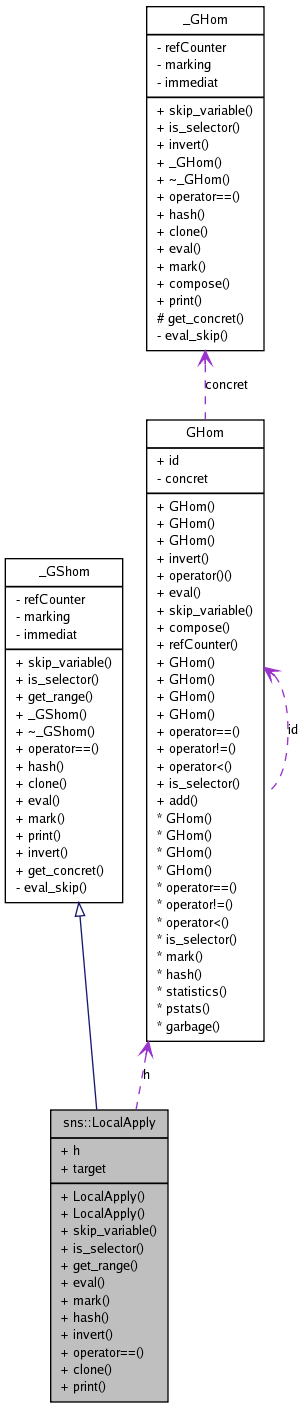 _GHom
- refCounter
- marking
- immediat
+ skip_variable()
+ is_selector()
+ invert()
+ _GHom()
+ ~_GHom()
+ operator==()
+ hash()
+ clone()
+ eval()
+ mark()
+ compose()
+ print()
# get_concret()
- eval_skip()
concret
GHom
+ id
- concret
+ GHom()
+ GHom()
+ GHom()
+ invert()
+ operator()()
+ eval()
+ skip_variable()
+ compose()
+ refCounter()
+ GHom()
+ GHom()
+ GHom()
+ GHom()
+ operator==()
+ operator!=()
+ operator<()
+ is_selector()
+ add()
* GHom()
* GHom()
* GHom()
* GHom()
* operator==()
* operator!=()
* operator<()
* is_selector()
* mark()
* hash()
* statistics()
* pstats()
* garbage()
id
_GShom
- refCounter
- marking
- immediat
+ skip_variable()
+ is_selector()
+ get_range()
+ _GShom()
+ ~_GShom()
+ operator==()
+ hash()
+ clone()
+ eval()
+ mark()
+ print()
+ invert()
+ get_concret()
- eval_skip()
h
sns::LocalApply
+ h
+ target
+ LocalApply()
+ LocalApply()
+ skip_variable()
+ is_selector()
+ get_range()
+ eval()
+ mark()
+ hash()
+ invert()
+ operator==()
+ clone()
+ print()